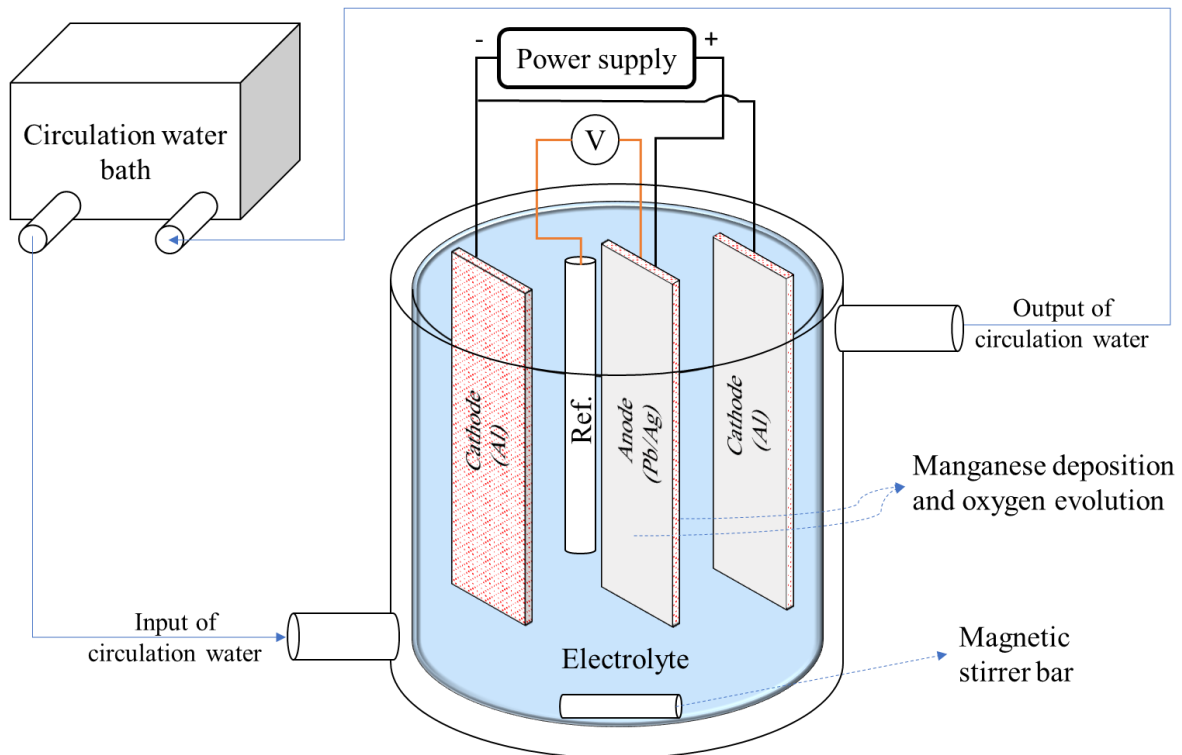 - Power supply +
V
Circulation water
bath
Cathode
(Al)
Ref.
Anode
(Pb/Ag)
Cathode
(Al)
Output of
circulation water
Manganese deposition
and oxygen evolution
Input of
circulation water
Electrolyte
Magnetic
stirrer bar